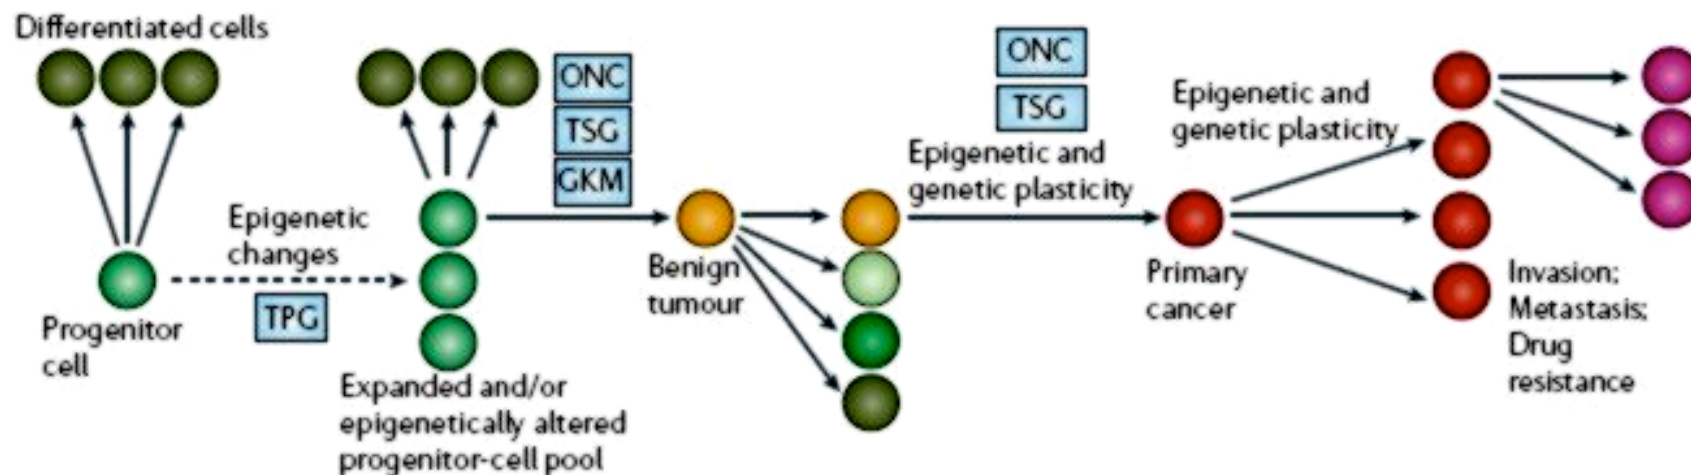 Differentiated cells
Progenitor
cell
Epigenetic
changes
TPG
Expanded and/or
epigenetically altered
progenitor-cell pool
ONC
TSG
GKM
Benign
tumour
ONC
TSG
Epigenetic and
genetic plasticity
Primary
cancer
Epigenetic and
genetic plasticity
Invasion;
Metastasis;
Drug
resistance